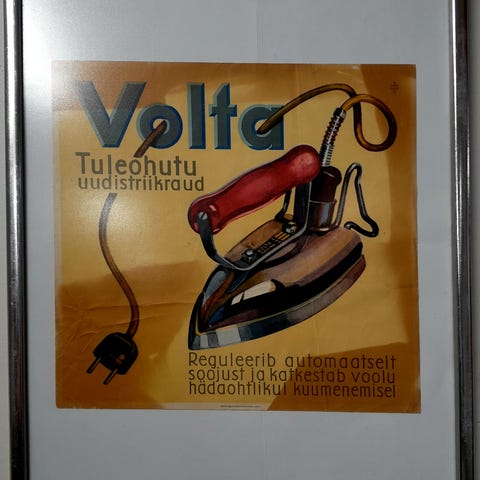 Volta
Tuleohutu
uudistriikraud
Reguleerib automaatselt
soojust ja katkestab voolu
hädaohtlikul kuumenemisel